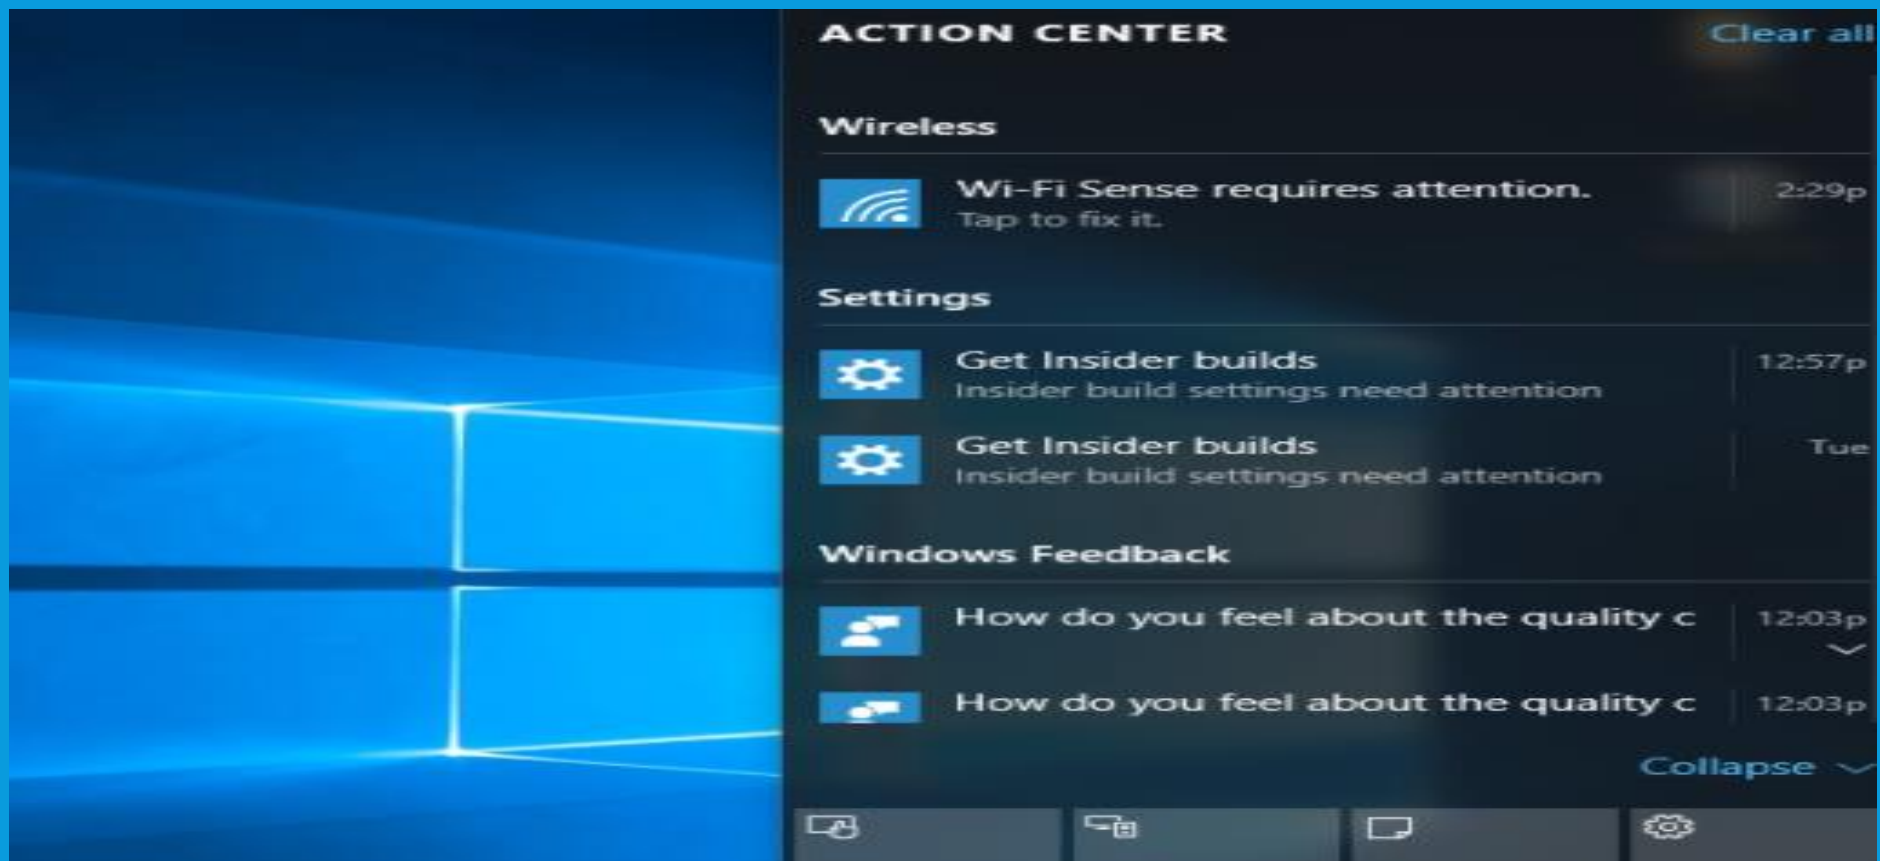 ACTION CENTER Clear all
Wireless
Wi-Fi Sense requires attention. 2:29p
Tap to fix it.
Settings
Get Insider builds 12:57p
Insider build settings need attention
Get Insider builds Tue
Insider build settings need attention
Windows Feedback
How do you feel about the quality c 12:03p
How do you feel about the quality c 12:03p
Collapse